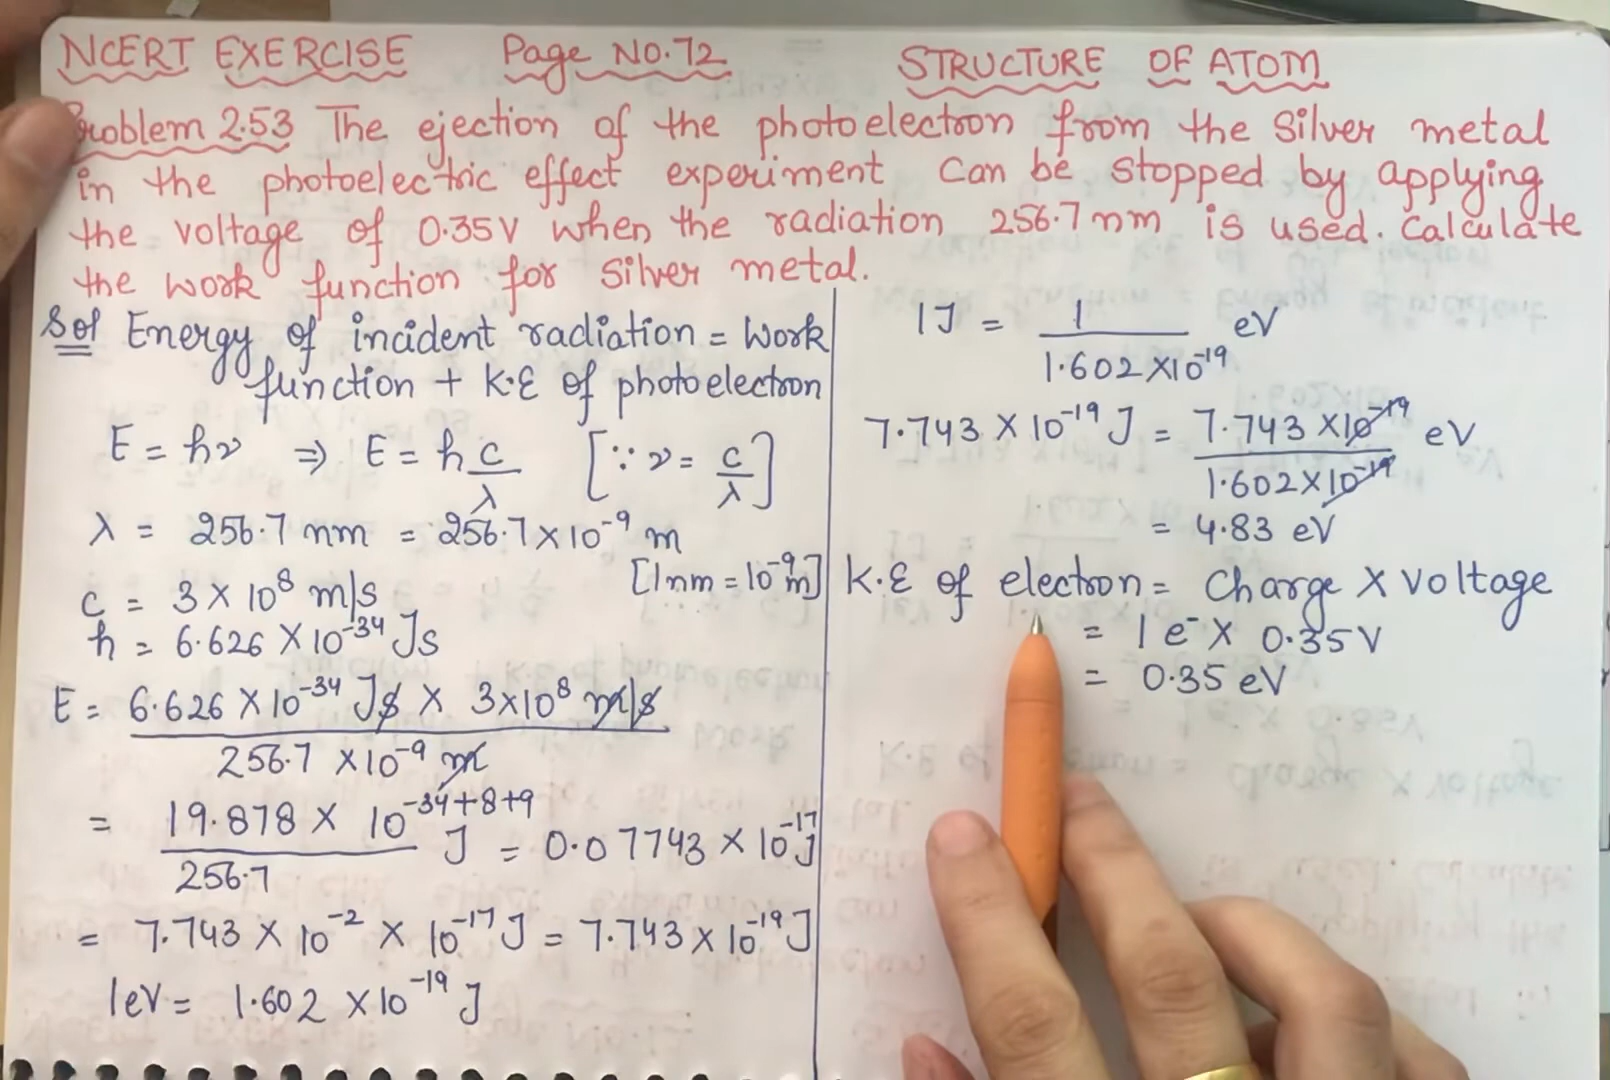 NCERT EXERCISE Page NO.72 STRUCTURE OF ATOM
Problem 2.53 The ejection of the photoelectron from the Silver metal
in the photoelectric effect experiment can be stopped by applying
the voltage of 0.35V when the radiation 256.7 nm is used. Calculate
the work function for silver metal.
Sol Energy of incident radiation = Work
function + K.E of photoelectron
E = hν ⇒ E = h c/λ [∵ ν = c/λ]
λ = 256.7 nm = 256.7 × 10⁻⁹ m
[1nm = 10⁻⁹m]
c = 3 × 10⁸ m/s
h = 6.626 × 10⁻³⁴ Js
E = 6.626 × 10⁻³⁴ Js × 3×10⁸ m/s
256.7 × 10⁻⁹ m
= 19.878 × 10⁻³⁴⁺⁸⁺⁹ J = 0.07743 × 10⁻¹⁷ J
256.7
= 7.743 × 10⁻² × 10⁻¹⁷ J = 7.743 × 10⁻¹⁹ J
1eV = 1.602 × 10⁻¹⁹ J
1J = 1 eV
1.602 × 10⁻¹⁹
7.743 × 10⁻¹⁹ J = 7.743 × 10⁻¹⁹ eV
1.602 × 10⁻¹⁹
= 4.83 eV
K.E of electron = Charge × Voltage
= 1 e⁻ × 0.35V
= 0.35 eV